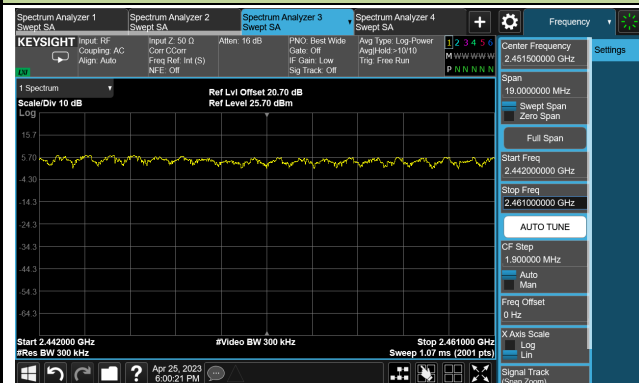 Spectrum Analyzer 1
Swept SA
Spectrum Analyzer 2
Swept SA
Spectrum Analyzer 3
Swept SA
Spectrum Analyzer 4
Swept SA
Frequency
KEYSIGHT
Input: RF
Coupling: AC
Align: Auto
Input Z: 50 Ω
Corr CCorr
Freq Ref: Int (S)
NFE: Off
Atten: 16 dB
PNO: Best Wide
Gate: Off
IF Gain: Low
Sig Track: Off
Avg Type: Log-Power
Avg|Hold:>10/10
Trig: Free Run
1 2 3 4 5 6
M W W W W W
P N N N N N
1 Spectrum
Scale/Div 10 dB
Log
Ref Lvl Offset 20.70 dB
Ref Level 25.70 dBm
15.7
5.70
-4.30
-14.3
-24.3
-34.3
-44.3
-54.3
-64.3
Start 2.442000 GHz
#Res BW 300 kHz
#Video BW 300 kHz
Stop 2.461000 GHz
Sweep 1.07 ms (2001 pts)
Center Frequency
2.451500000 GHz
Settings
Span
19.0000000 MHz
Swept Span
Zero Span
Full Span
Start Freq
2.442000000 GHz
Stop Freq
2.461000000 GHz
AUTO TUNE
CF Step
1.900000 MHz
Auto
Man
Freq Offset
0 Hz
X Axis Scale
Log
Lin
Signal Track
(Span Zoom)
?
Apr 25, 2023
6:00:21 PM